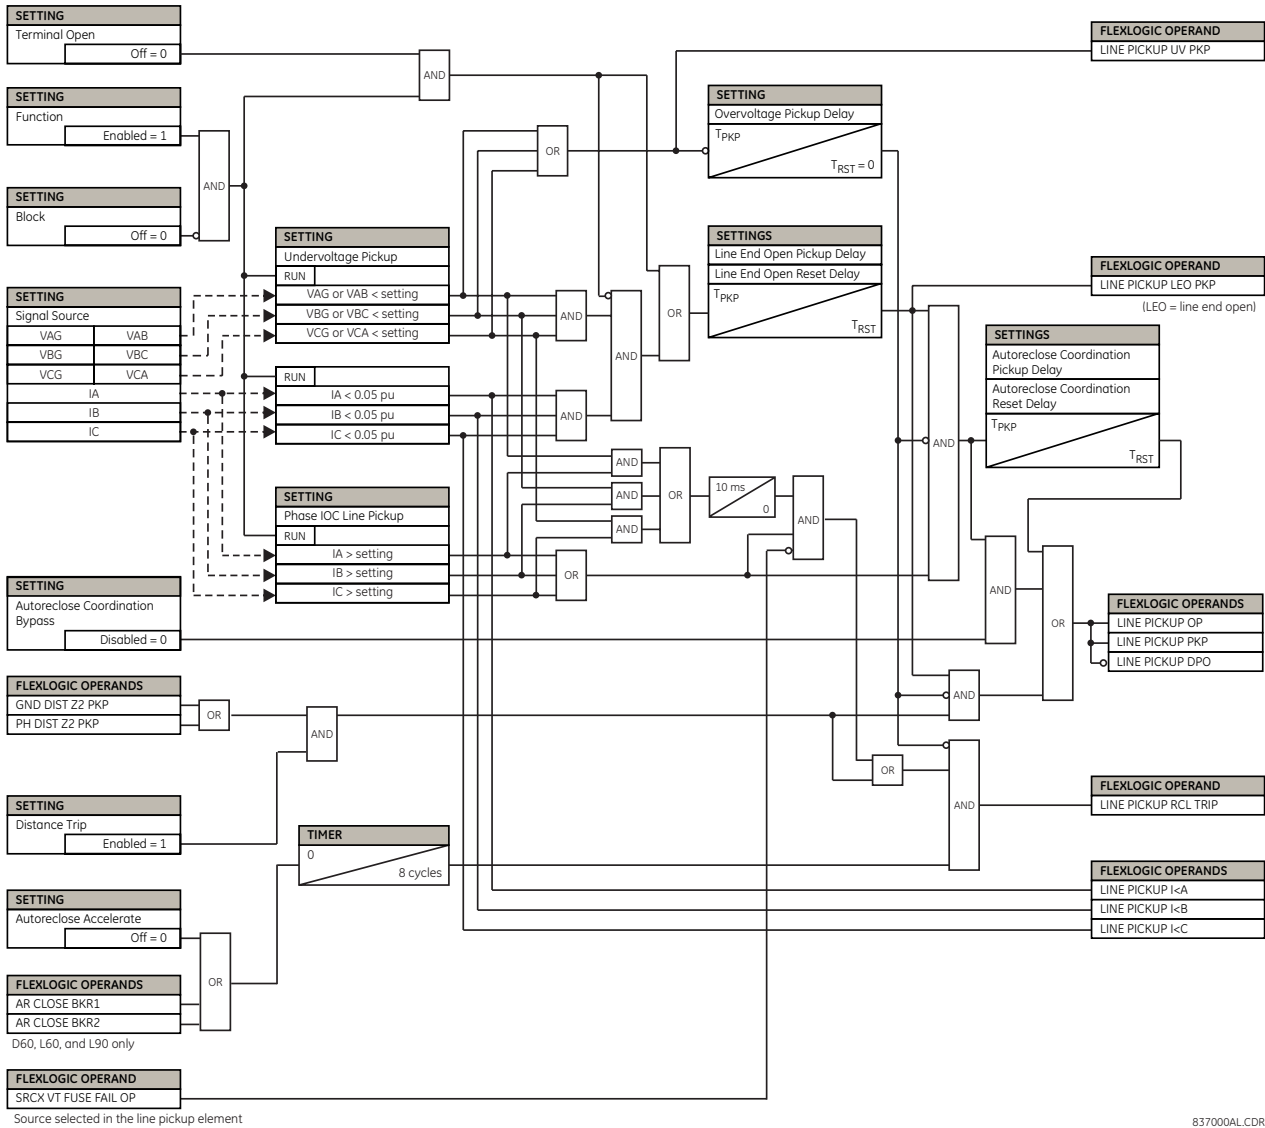 SETTING
Terminal Open
Off = 0
SETTING
Function
Enabled = 1
SETTING
Block
Off = 0
SETTING
Signal Source
VAG VAB
VBG VBC
VCG VCA
IA
IB
IC
SETTING
Autoreclose Coordination
Bypass
Disabled = 0
FLEXLOGIC OPERANDS
GND DIST Z2 PKP
PH DIST Z2 PKP
SETTING
Distance Trip
Enabled = 1
SETTING
Autoreclose Accelerate
Off = 0
FLEXLOGIC OPERANDS
AR CLOSE BKR1
AR CLOSE BKR2
D60, L60, and L90 only
FLEXLOGIC OPERAND
SRCX VT FUSE FAIL OP
Source selected in the line pickup element
AND
AND
OR
AND
OR
SETTING
Undervoltage Pickup
RUN
VAG or VAB < setting
VBG or VBC < setting
VCG or VCA < setting
RUN
IA < 0.05 pu
IB < 0.05 pu
IC < 0.05 pu
SETTING
Phase IOC Line Pickup
RUN
IA > setting
IB > setting
IC > setting
TIMER
0
8 cycles
OR
AND
AND
OR
AND
AND
AND
AND
OR
OR
10 ms
0
AND
SETTING
Overvoltage Pickup Delay
TPKP
TRST = 0
SETTINGS
Line End Open Pickup Delay
Line End Open Reset Delay
TPKP
TRST
AND
SETTINGS
Autoreclose Coordination
Pickup Delay
Autoreclose Coordination
Reset Delay
TPKP
TRST
AND
OR
AND
OR
AND
FLEXLOGIC OPERAND
LINE PICKUP UV PKP
FLEXLOGIC OPERAND
LINE PICKUP LEO PKP
(LEO = line end open)
FLEXLOGIC OPERANDS
LINE PICKUP OP
LINE PICKUP PKP
LINE PICKUP DPO
FLEXLOGIC OPERAND
LINE PICKUP RCL TRIP
FLEXLOGIC OPERANDS
LINE PICKUP I<A
LINE PICKUP I<B
LINE PICKUP I<C
837000AL.CDR